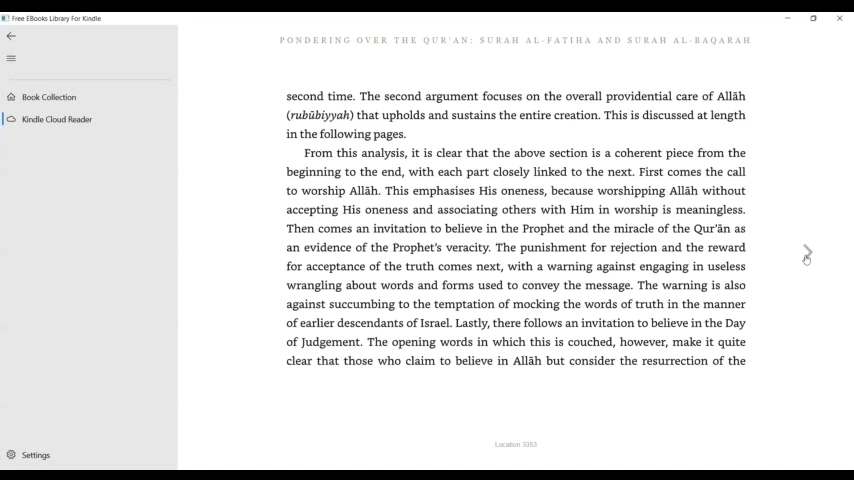 Free EBooks Library For Kindle
PONDERING OVER THE QUR'AN: SURAH AL-FATIHA AND SURAH AL-BAQARAH
Book Collection
Kindle Cloud Reader
second time. The second argument focuses on the overall providential care of Allāh
(rubūbiyyah) that upholds and sustains the entire creation. This is discussed at length
in the following pages.
From this analysis, it is clear that the above section is a coherent piece from the
beginning to the end, with each part closely linked to the next. First comes the call
to worship Allāh. This emphasises His oneness, because worshipping Allāh without
accepting His oneness and associating others with Him in worship is meaningless.
Then comes an invitation to believe in the Prophet and the miracle of the Qur'ān as
an evidence of the Prophet's veracity. The punishment for rejection and the reward
for acceptance of the truth comes next, with a warning against engaging in useless
wrangling about words and forms used to convey the message. The warning is also
against succumbing to the temptation of mocking the words of truth in the manner
of earlier descendants of Israel. Lastly, there follows an invitation to believe in the Day
of Judgement. The opening words in which this is couched, however, make it quite
clear that those who claim to believe in Allāh but consider the resurrection of the
Location 3353
Settings